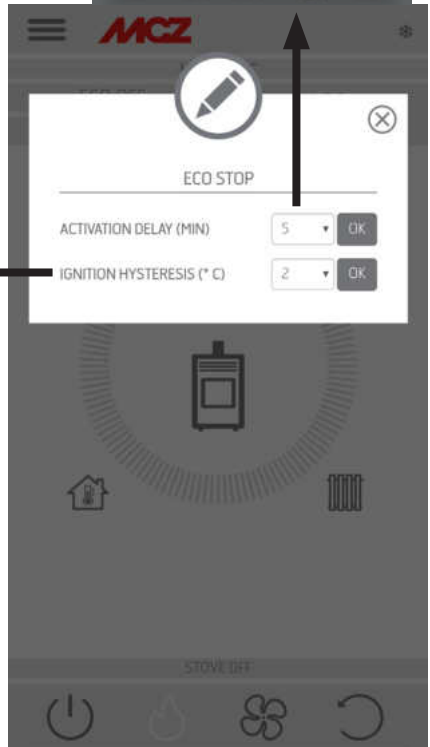 MCZ
ECO STOP
ACTIVATION DELAY (MIN) 5 OK
IGNITION HYSTERESIS (° C) 2 OK
STOVE OFF